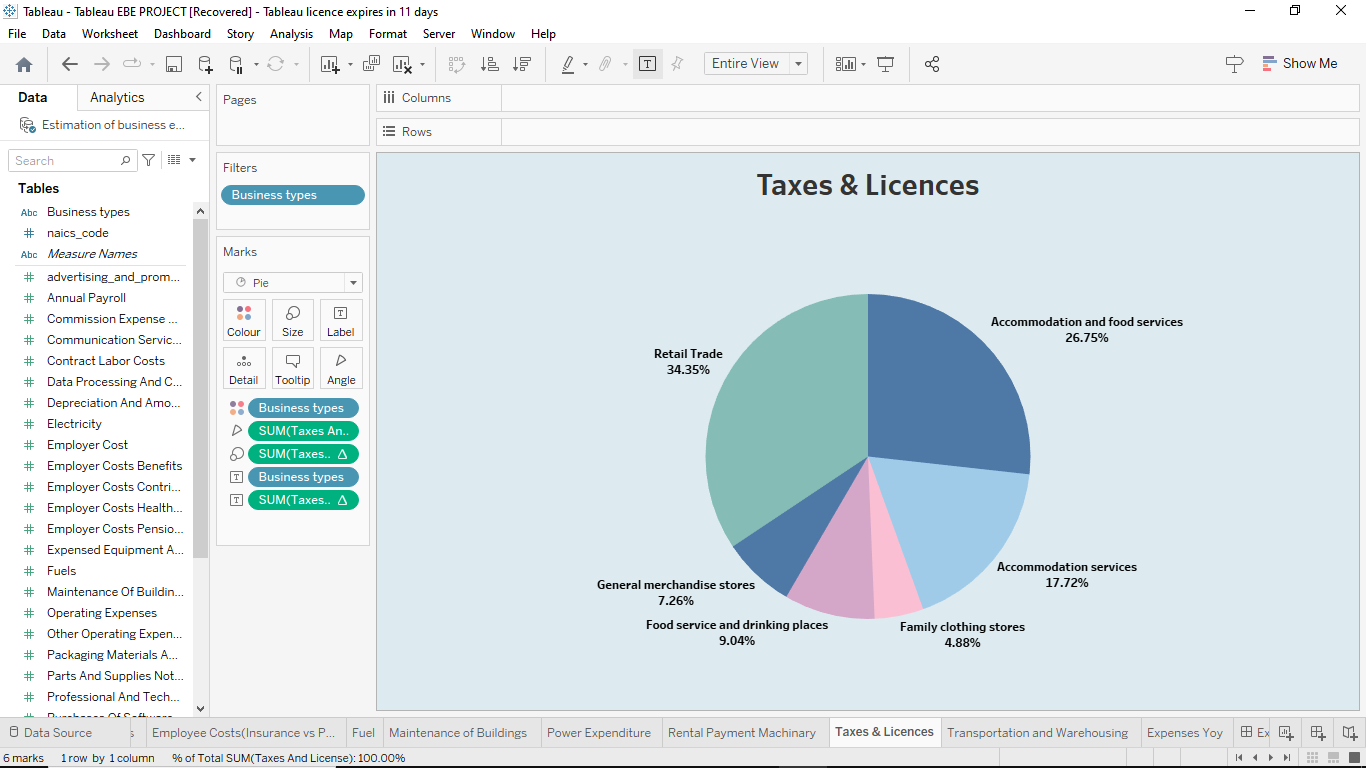 Tableau - Tableau EBE PROJECT [Recovered] - Tableau licence expires in 11 days
File Data Worksheet Dashboard Story Analysis Map Format Server Window Help
Entire View
Show Me
Data Analytics
Estimation of business e...
Search
Tables
Abc Business types
# naics_code
Abc Measure Names
# advertising_and_prom...
# Annual Payroll
# Commission Expense ...
# Communication Servic...
# Contract Labor Costs
# Data Processing And C...
# Depreciation And Amo...
# Electricity
# Employer Cost
# Employer Costs Benefits
# Employer Costs Contri...
# Employer Costs Health...
# Employer Costs Pensio...
# Expensed Equipment A...
# Fuels
# Maintenance Of Buildin...
# Operating Expenses
# Other Operating Expen...
# Packaging Materials A...
# Parts And Supplies Not...
# Professional And Tech...
Purchase Of Software
Pages
Filters
Business types
Marks
Pie
Colour Size Label
Detail Tooltip Angle
Business types
SUM(Taxes An..
SUM(Taxes.. Δ
Business types
SUM(Taxes.. Δ
Columns
Rows
Taxes & Licences
Accommodation and food services
26.75%
Retail Trade
34.35%
Accommodation services
17.72%
General merchandise stores
7.26%
Food service and drinking places
9.04%
Family clothing stores
4.88%
Data Source s Employee Costs(Insurance vs P... Fuel Maintenance of Buildings Power Expenditure Rental Payment Machinary Taxes & Licences Transportation and Warehousing Expenses Yoy Ex
6 marks 1 row by 1 column % of Total SUM(Taxes And License): 100.00%